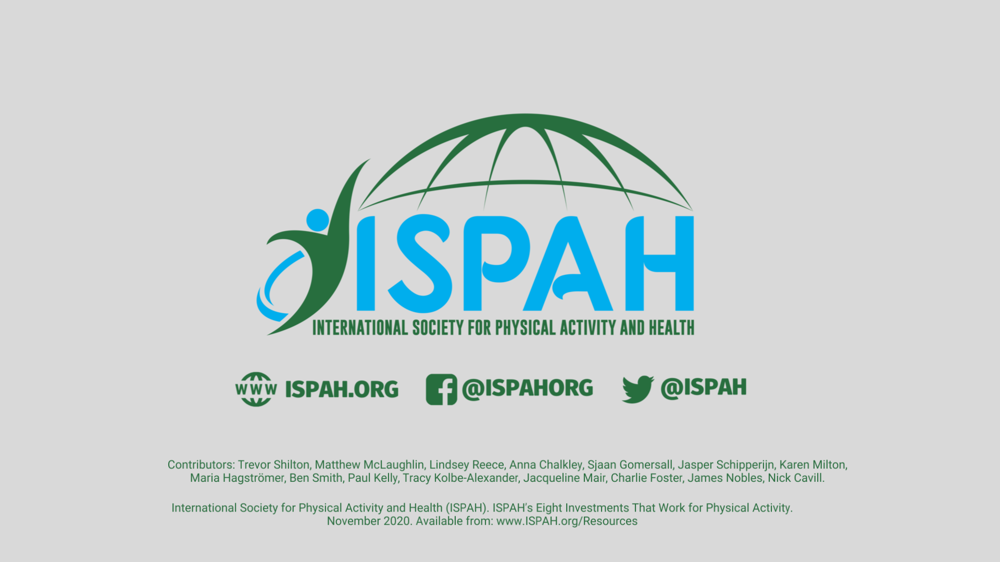 ISPAH
INTERNATIONAL SOCIETY FOR PHYSICAL ACTIVITY AND HEALTH
WWW ISPAH.ORG @ISPAHORG @ISPAH
Contributors: Trevor Shilton, Matthew McLaughlin, Lindsey Reece, Anna Chalkley, Sjaan Gomersall, Jasper Schipperijn, Karen Milton,
Maria Hagströmer, Ben Smith, Paul Kelly, Tracy Kolbe-Alexander, Jacqueline Mair, Charlie Foster, James Nobles, Nick Cavill.
International Society for Physical Activity and Health (ISPAH). ISPAH's Eight Investments That Work for Physical Activity.
November 2020. Available from: www.ISPAH.org/Resources